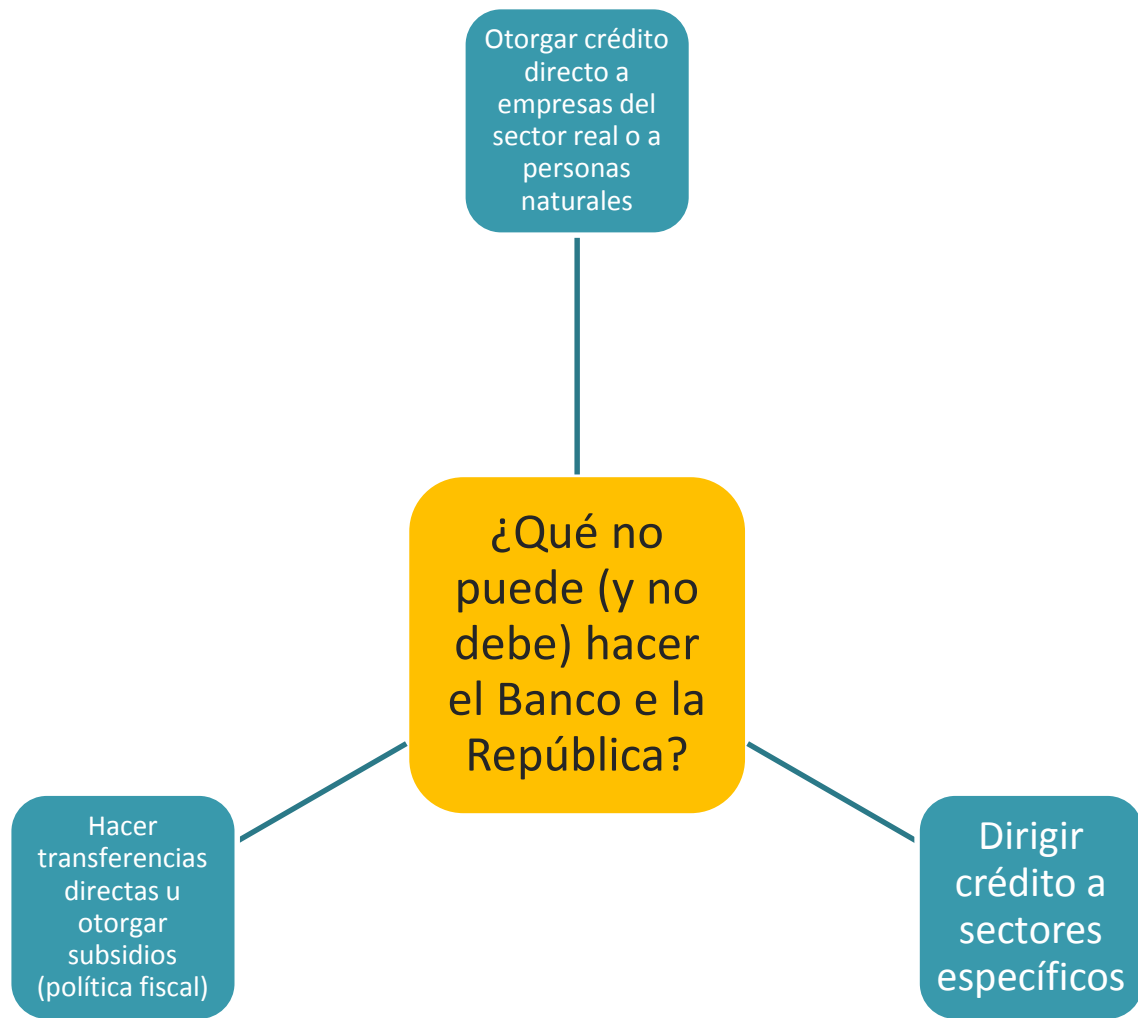 Otorgar crédito
directo a
empresas del
sector real o a
personas
naturales
¿Qué no
puede (y no
debe) hacer
el Banco e la
República?
Hacer
transferencias
directas u
otorgar
subsidios
(política fiscal)
Dirigir
crédito a
sectores
específicos